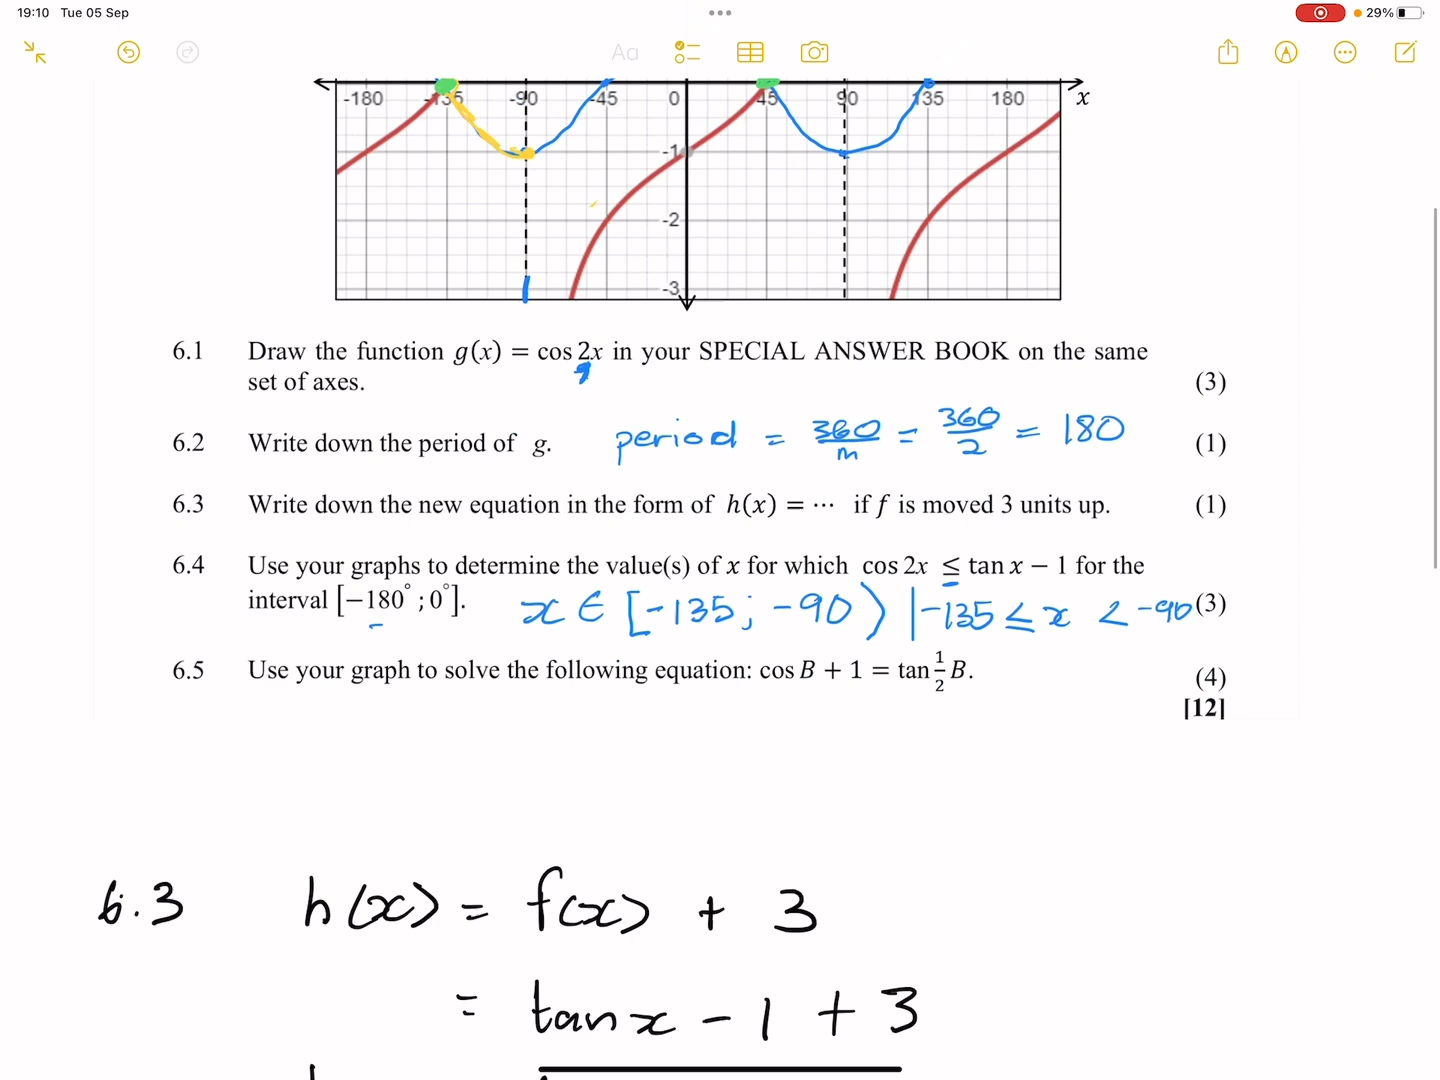 19:10 Tue 05 Sep
29%
Aa
-180 -135 -90 -45 0 45 90 135 180 x
-1
-2
-3
6.1 Draw the function g(x) = cos 2x in your SPECIAL ANSWER BOOK on the same
set of axes. (3)
6.2 Write down the period of g. period = 360/m = 360/2 = 180 (1)
6.3 Write down the new equation in the form of h(x) = ⋯ if f is moved 3 units up. (1)
6.4 Use your graphs to determine the value(s) of x for which cos 2x ≤ tan x − 1 for the
interval [−180° ; 0°]. x ∈ [-135 ; -90) | -135 ≤ x < -90 (3)
6.5 Use your graph to solve the following equation: cos B + 1 = tan 1/2 B. (4)
[12]
6.3 h(x) = f(x) + 3
= tan x - 1 + 3